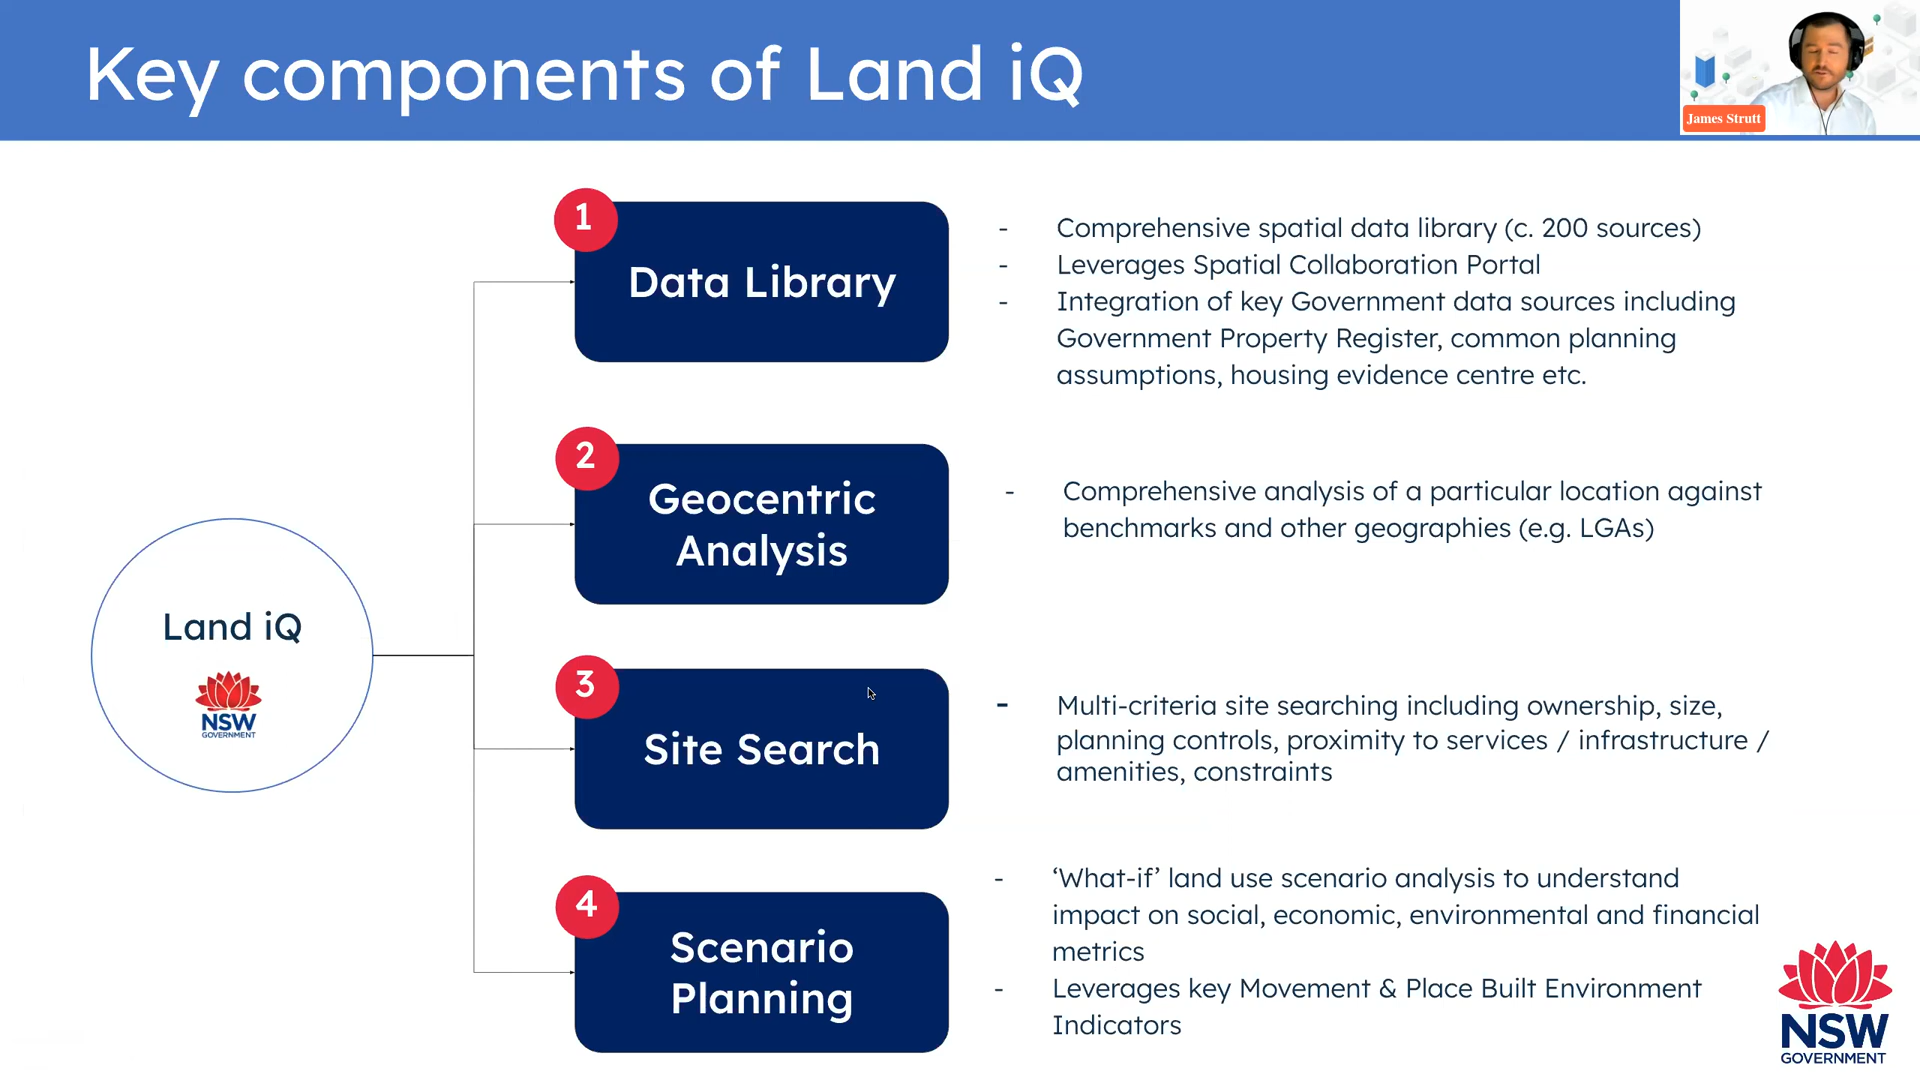 Key components of Land iQ
James Strutt
1
Data Library
- Comprehensive spatial data library (c. 200 sources)
- Leverages Spatial Collaboration Portal
- Integration of key Government data sources including
Government Property Register, common planning
assumptions, housing evidence centre etc.
2
Geocentric
Analysis
- Comprehensive analysis of a particular location against
benchmarks and other geographies (e.g. LGAs)
Land iQ
NSW
GOVERNMENT
3
Site Search
- Multi-criteria site searching including ownership, size,
planning controls, proximity to services / infrastructure /
amenities, constraints
4
Scenario
Planning
- ‘What-if’ land use scenario analysis to understand
impact on social, economic, environmental and financial
metrics
- Leverages key Movement & Place Built Environment
Indicators
NSW
GOVERNMENT